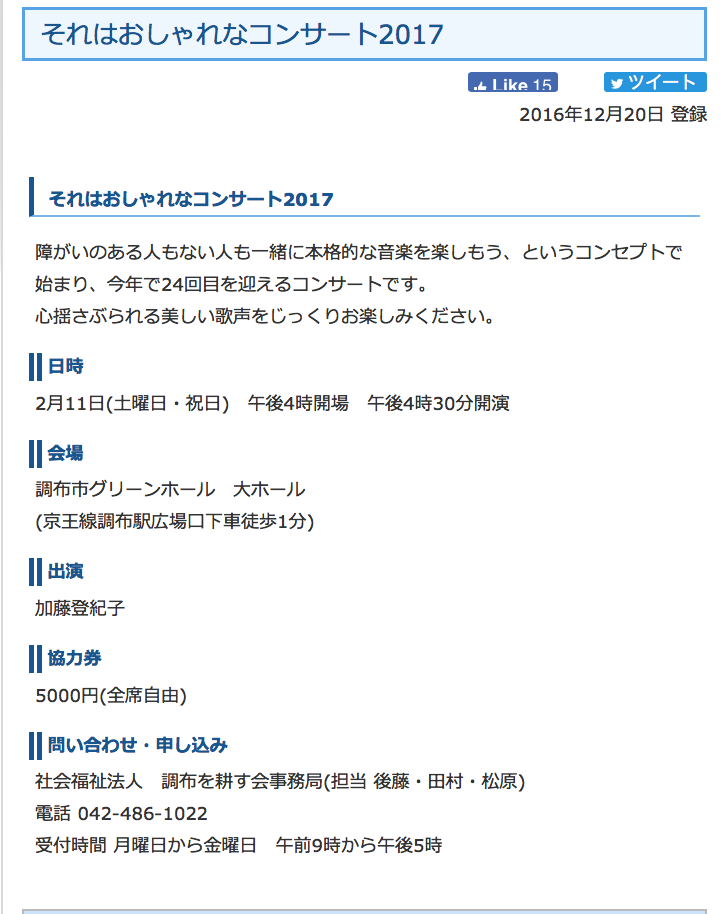 それはおしゃれなコンサート2017
Like 15
ツイート
2016年12月20日 登録
それはおしゃれなコンサート2017
障がいのある人もない人も一緒に本格的な音楽を楽しもう、というコンセプトで
始まり、今年で24回目を迎えるコンサートです。
心揺さぶられる美しい歌声をじっくりお楽しみください。
日時
2月11日(土曜日・祝日)　午後4時開場　午後4時30分開演
会場
調布市グリーンホール　大ホール
(京王線調布駅広場口下車徒歩1分)
出演
加藤登紀子
協力券
5000円(全席自由)
問い合わせ・申し込み
社会福祉法人　調布を耕す会事務局(担当 後藤・田村・松原)
電話 042-486-1022
受付時間 月曜日から金曜日　午前9時から午後5時